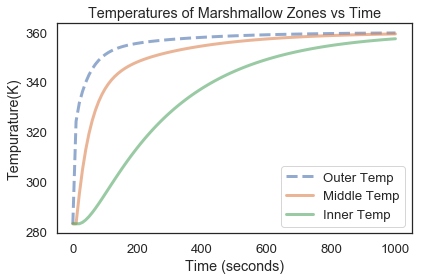 Temperatures of Marshmallow Zones vs Time
Tempurature(K)
360
340
320
300
280
Outer Temp
Middle Temp
Inner Temp
0 200 400 600 800 1000
Time (seconds)